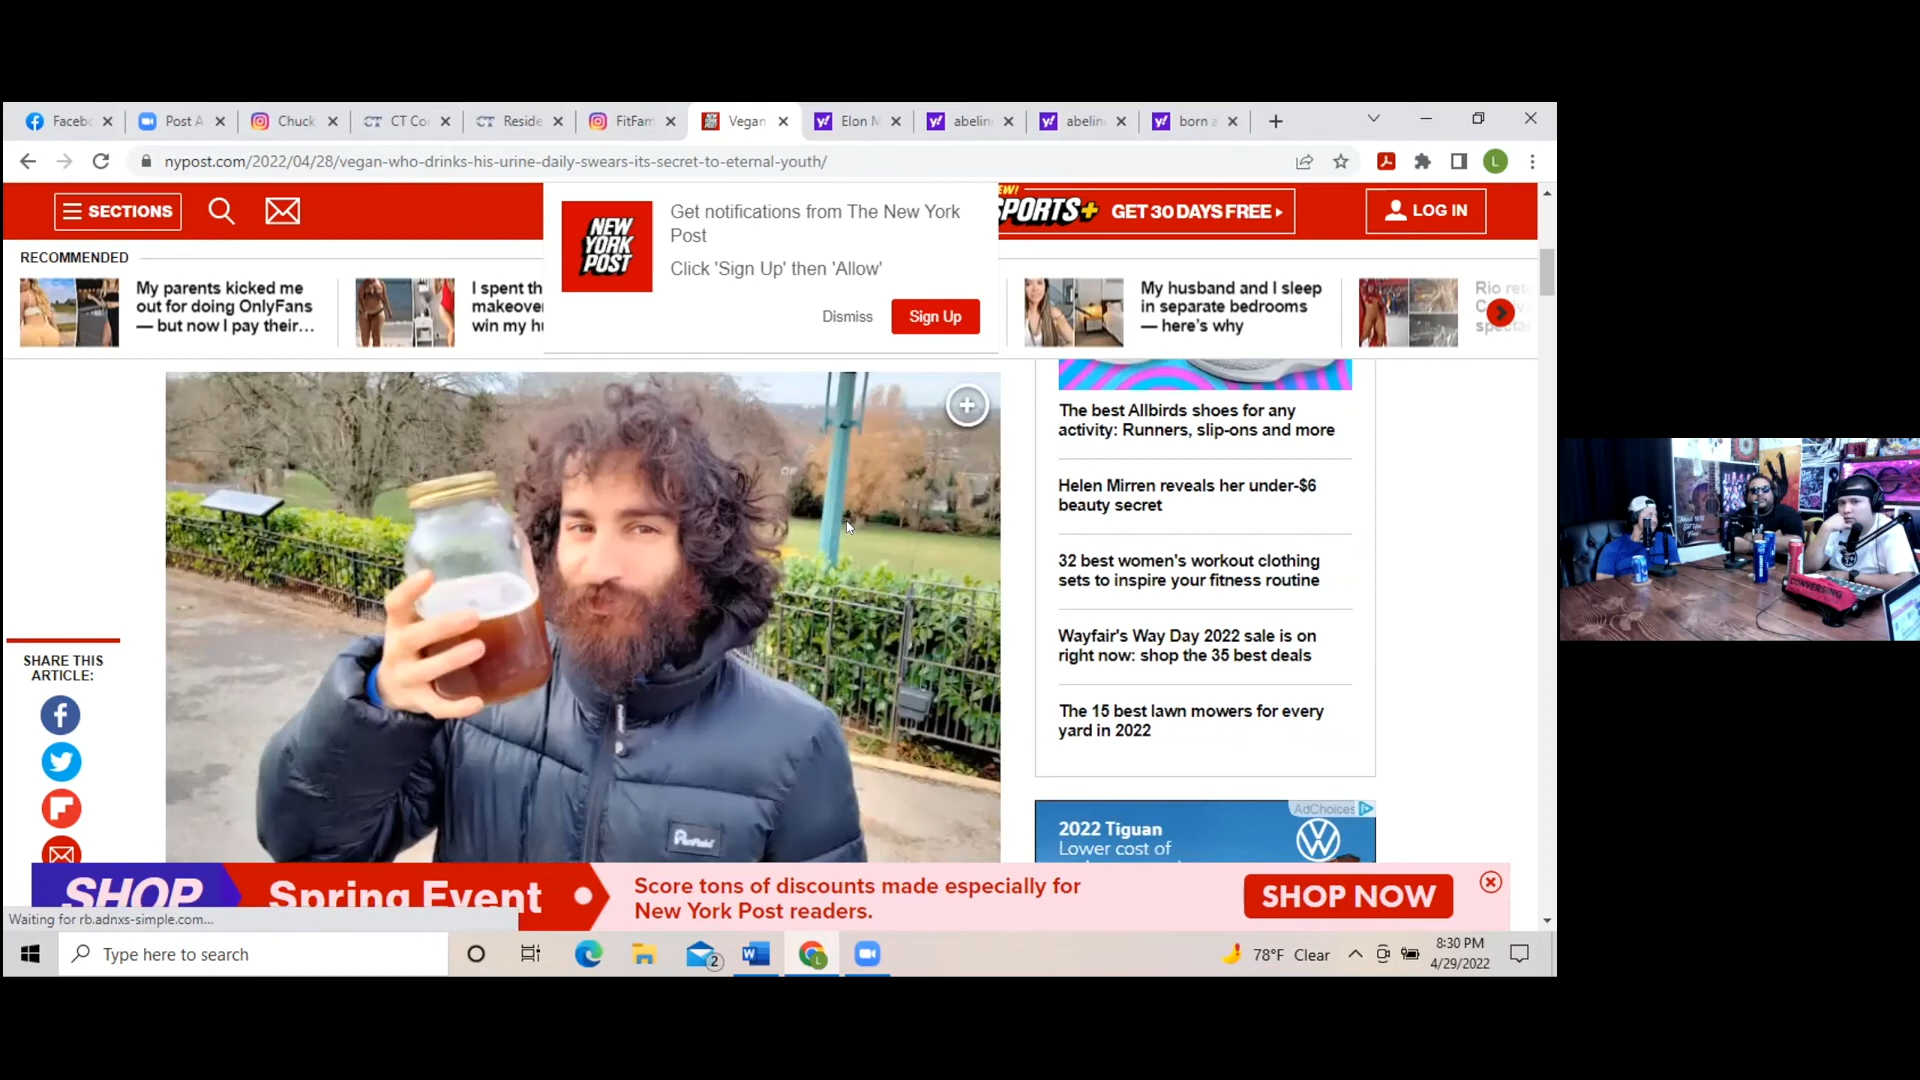 Faceb
Post A
Chuck
CT Co
Reside
FitFam
Vegan
Elon M
abelin
abelin
born a
nypost.com/2022/04/28/vegan-who-drinks-his-urine-daily-swears-its-secret-to-eternal-youth/
L
SECTIONS
NEW YORK POST
Get notifications from The New York
Post
Click 'Sign Up' then 'Allow'
Dismiss
Sign Up
SPORTS+ GET 30 DAYS FREE
LOG IN
RECOMMENDED
My parents kicked me
out for doing OnlyFans
— but now I pay their...
I spent th
makeover
win my hu
My husband and I sleep
in separate bedrooms
— here's why
Rio
The best Allbirds shoes for any
activity: Runners, slip-ons and more
Helen Mirren reveals her under-$6
beauty secret
32 best women's workout clothing
sets to inspire your fitness routine
Wayfair's Way Day 2022 sale is on
right now: shop the 35 best deals
The 15 best lawn mowers for every
yard in 2022
SHARE THIS
ARTICLE:
AdChoices
2022 Tiguan
Lower cost of
SHOP
Spring Event
Score tons of discounts made especially for
New York Post readers.
SHOP NOW
Waiting for rb.adnxs-simple.com...
Type here to search
2
78°F Clear
8:30 PM
4/29/2022
CONVERSING